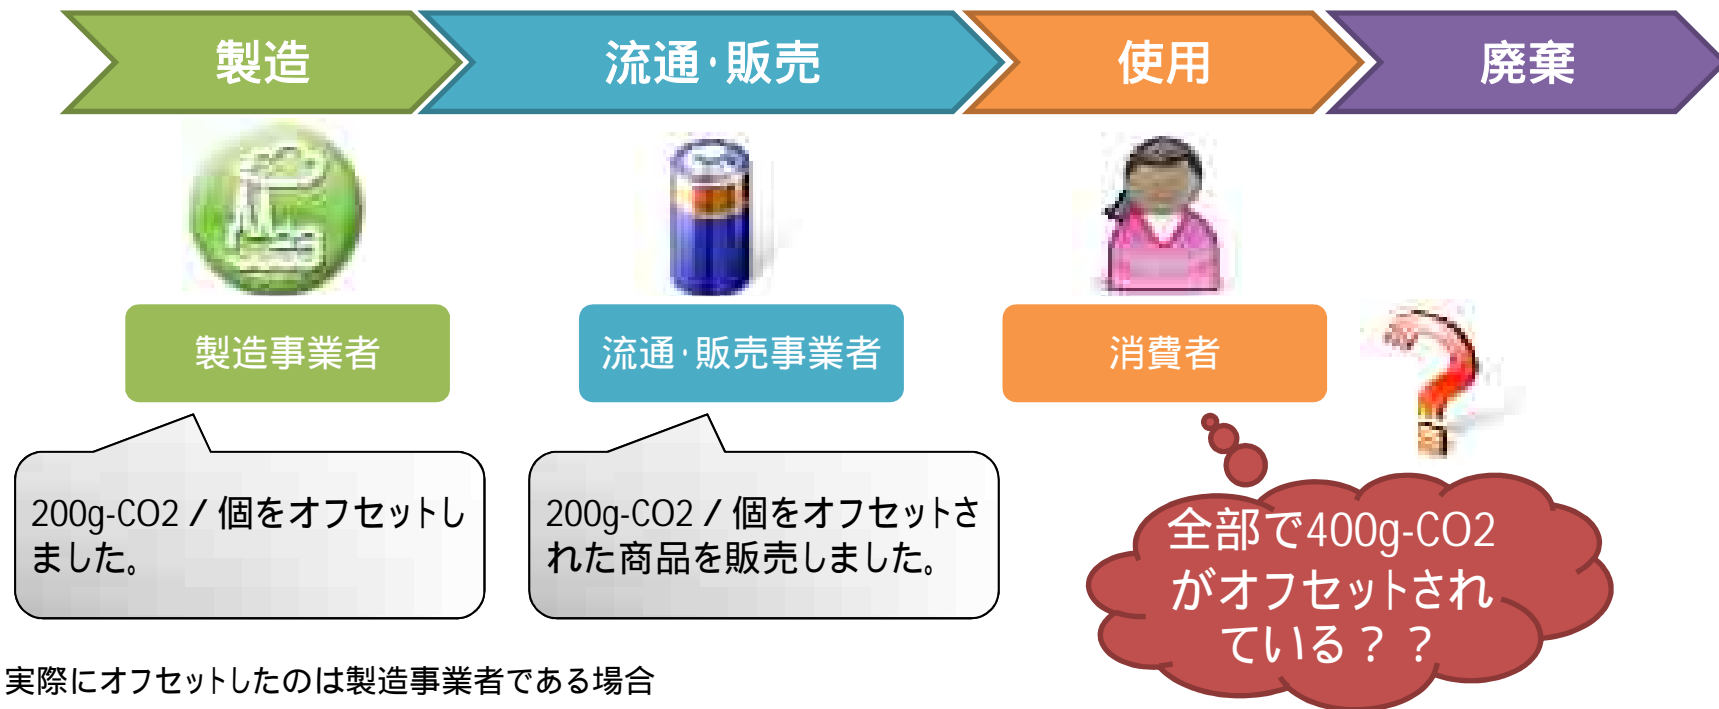 製造
流通・販売
使用
廃棄
製造事業者
流通・販売事業者
消費者
200g-CO2 / 個をオフセットし
ました。
200g-CO2 / 個をオフセットさ
れた商品を販売しました。
全部で400g-CO2
がオフセットされ
ている？？
実際にオフセットしたのは製造事業者である場合